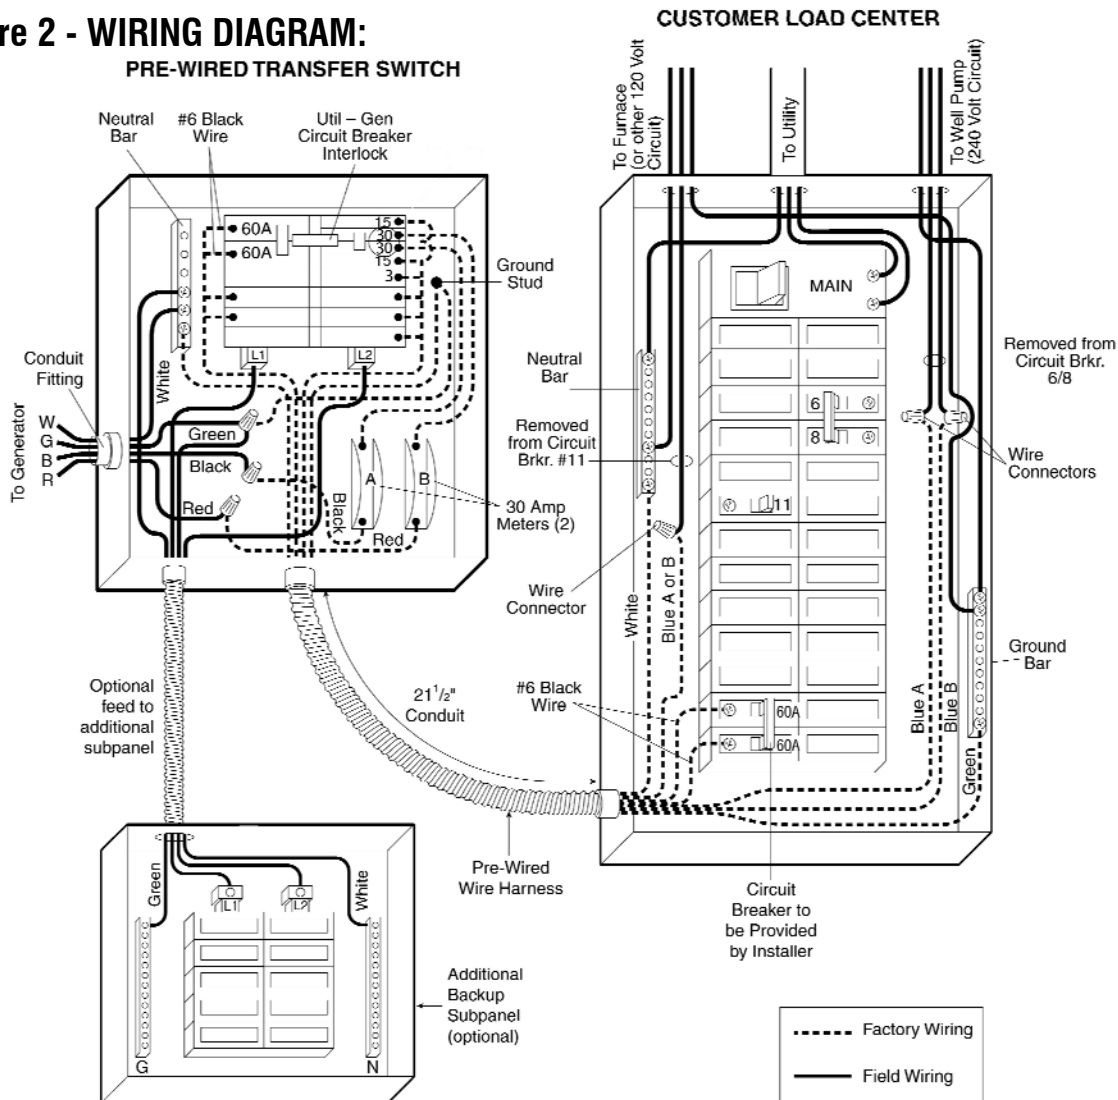 re 2 - WIRING DIAGRAM:
CUSTOMER LOAD CENTER
PRE-WIRED TRANSFER SWITCH
Neutral
Bar
#6 Black
Wire
Util – Gen
Circuit Breaker
Interlock
60A
60A
15
30
30
15
3
Ground
Stud
L1
L2
Conduit
Fitting
White
W
G
B
R
To Generator
Green
Black
Red
A
B
Black
Red
30 Amp
Meters (2)
Optional
feed to
additional
subpanel
21 1/2"
Conduit
Pre-Wired
Wire Harness
Green
White
L1
L2
G
N
Additional
Backup
Subpanel
(optional)
To Furnace
(or other 120 Volt
Circuit)
To Utility
To Well Pump
(240 Volt Circuit)
MAIN
Neutral
Bar
Removed
from Circuit
Brkr. #11
6
8
11
Removed from
Circuit Brkr.
6/8
Wire
Connectors
Wire
Connector
White
Blue A or B
#6 Black
Wire
60A
60A
Blue A
Blue B
Green
Ground
Bar
Circuit
Breaker to
be Provided
by Installer
Factory Wiring
Field Wiring